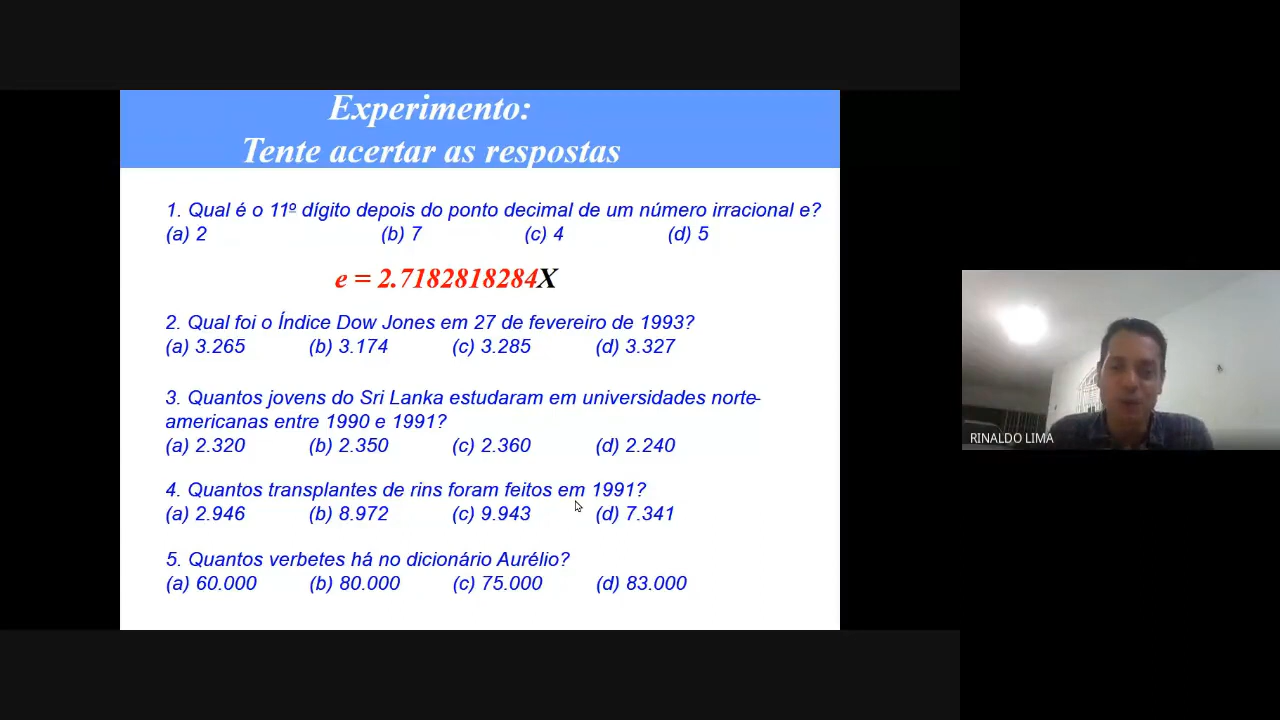 Experimento:
Tente acertar as respostas
1. Qual é o 11º dígito depois do ponto decimal de um número irracional e?
(a) 2 (b) 7 (c) 4 (d) 5
e = 2.7182818284X
2. Qual foi o Índice Dow Jones em 27 de fevereiro de 1993?
(a) 3.265 (b) 3.174 (c) 3.285 (d) 3.327
3. Quantos jovens do Sri Lanka estudaram em universidades norte-
americanas entre 1990 e 1991?
(a) 2.320 (b) 2.350 (c) 2.360 (d) 2.240
4. Quantos transplantes de rins foram feitos em 1991?
(a) 2.946 (b) 8.972 (c) 9.943 (d) 7.341
5. Quantos verbetes há no dicionário Aurélio?
(a) 60.000 (b) 80.000 (c) 75.000 (d) 83.000
RINALDO LIMA